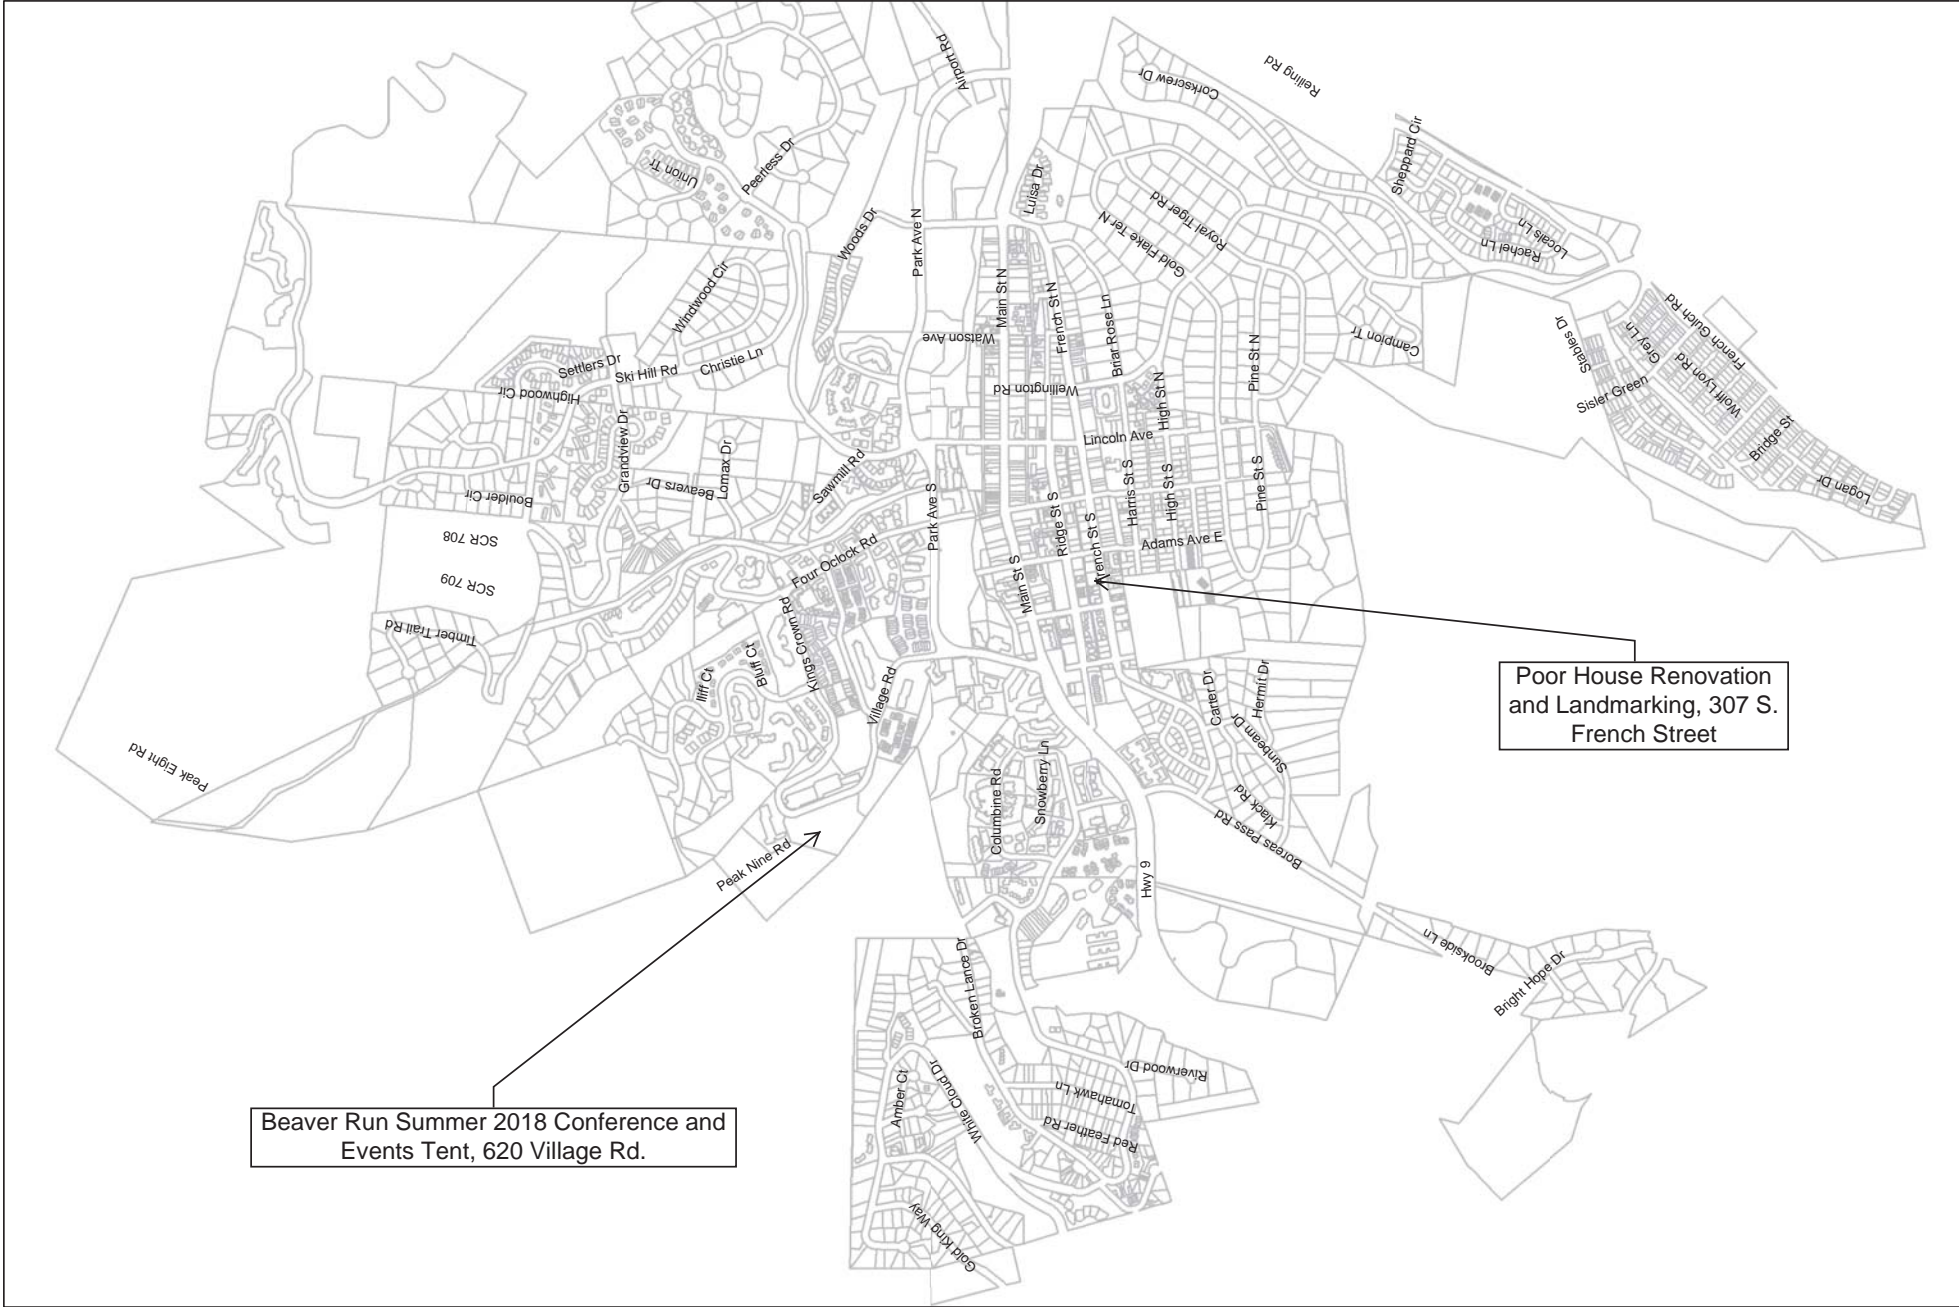 Airport Rd
Reiling Rd
Corkscrew Dr
Sheppard Cir
Union Tr
Peerless Dr
Luisa Dr
Royal Tiger Rd
Gold Flake Ter N
Locals Ln
Rachel Ln
Woods Dr
Park Ave N
Windwood Cir
Main St N
French St N
Briar Rose Ln
Watson Ave
Campion Tr
Pine St N
Stables Dr
Grey Ln
French Gulch Rd
Wolff Lyon Rd
Sisler Green
Settlers Dr
Ski Hill Rd
Christie Ln
Highwood Cir
Wellington Rd
High St N
Lincoln Ave
Bridge St
Logan Dr
Grandview Dr
Lomax Dr
Beavers Dr
Sawmill Rd
Boulder Cir
Park Ave S
Ridge St S
Harris St S
High St S
Pine St S
French St S
Adams Ave E
SCR 708
SCR 709
Four Oclock Rd
Main St S
Timber Trail Rd
Kings Crown Rd
Bluff Ct
Iliff Ct
Village Rd
Carter Dr
Hermit Dr
Sunbeam Dr
Poor House Renovation
and Landmarking, 307 S.
French Street
Peak Eight Rd
Columbine Rd
Snowberry Ln
Klack Rd
Boreas Pass Rd
Peak Nine Rd
Hwy 9
Brookside Ln
Bright Hope Dr
Broken Lance Dr
Riverwood Dr
Tomahawk Ln
Red Feather Rd
Amber Ct
White Cloud Dr
Beaver Run Summer 2018 Conference and
Events Tent, 620 Village Rd.
Gold King Way